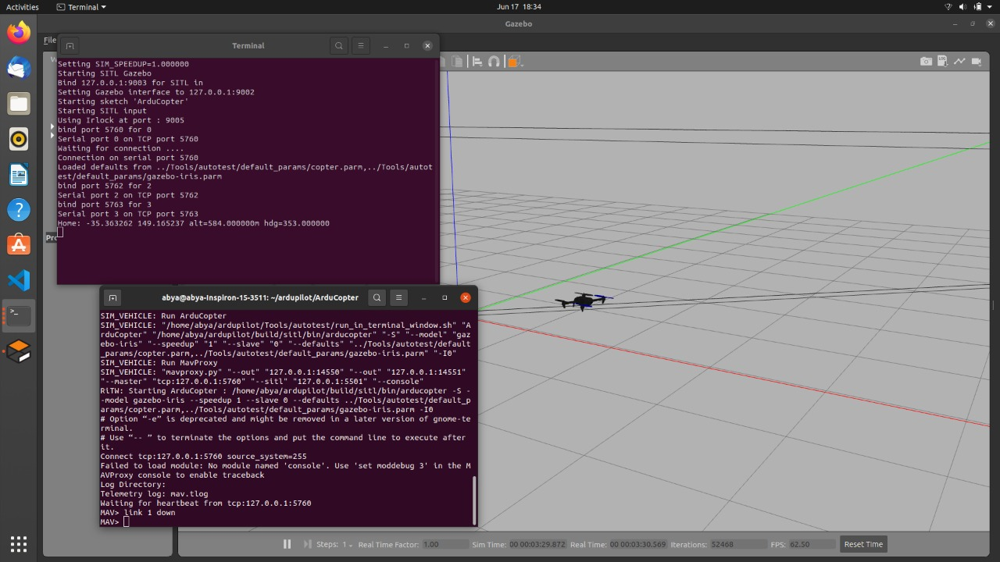 Activities
Terminal
Jun 17 18:34
Gazebo
File
Terminal
Setting SIM_SPEEDUP=1.000000
Starting SITL Gazebo
Bind 127.0.0.1:9003 for SITL in
Setting Gazebo interface to 127.0.0.1:9002
Starting sketch 'ArduCopter'
Starting SITL input
Using Irlock at port : 9005
bind port 5760 for 0
Serial port 0 on TCP port 5760
Waiting for connection ....
Connection on serial port 5760
Loaded defaults from ../Tools/autotest/default_params/copter.parm,../Tools/autot
est/default_params/gazebo-iris.parm
bind port 5762 for 2
Serial port 2 on TCP port 5762
bind port 5763 for 3
Serial port 3 on TCP port 5763
Home: -35.363262 149.165237 alt=584.000000m hdg=353.000000
abya@abya-Inspiron-15-3511: ~/ardupilot/ArduCopter
SIM_VEHICLE: Run ArduCopter
SIM_VEHICLE: "/home/abya/ardupilot/Tools/autotest/run_in_terminal_window.sh" "A
rduCopter" "/home/abya/ardupilot/build/sitl/bin/arducopter" "-S" "--model" "gaz
ebo-iris" "--speedup" "1" "--slave" "0" "--defaults" "../Tools/autotest/default
_params/copter.parm,../Tools/autotest/default_params/gazebo-iris.parm" "-I0"
SIM_VEHICLE: Run MavProxy
SIM_VEHICLE: "mavproxy.py" "--out" "127.0.0.1:14550" "--out" "127.0.0.1:14551"
"--master" "tcp:127.0.0.1:5760" "--sitl" "127.0.0.1:5501" "--console"
RiTW: Starting ArduCopter : /home/abya/ardupilot/build/sitl/bin/arducopter -S -
-model gazebo-iris --speedup 1 --slave 0 --defaults ../Tools/autotest/default_p
arams/copter.parm,../Tools/autotest/default_params/gazebo-iris.parm -I0
# Option “-e” is deprecated and might be removed in a later version of gnome-te
rminal.
# Use “-- ” to terminate the options and put the command line to execute after
it.
Connect tcp:127.0.0.1:5760 source_system=255
Failed to load module: No module named 'console'. Use 'set moddebug 3' in the M
AVProxy console to enable traceback
Log Directory:
Telemetry log: mav.tlog
Waiting for heartbeat from tcp:127.0.0.1:5760
MAV> link 1 down
MAV>
Steps: 1 Real Time Factor: 1.00 Sim Time: 00 00:03:29.872 Real Time: 00 00:03:30.569 Iterations: 52468 FPS: 62.50 Reset Time